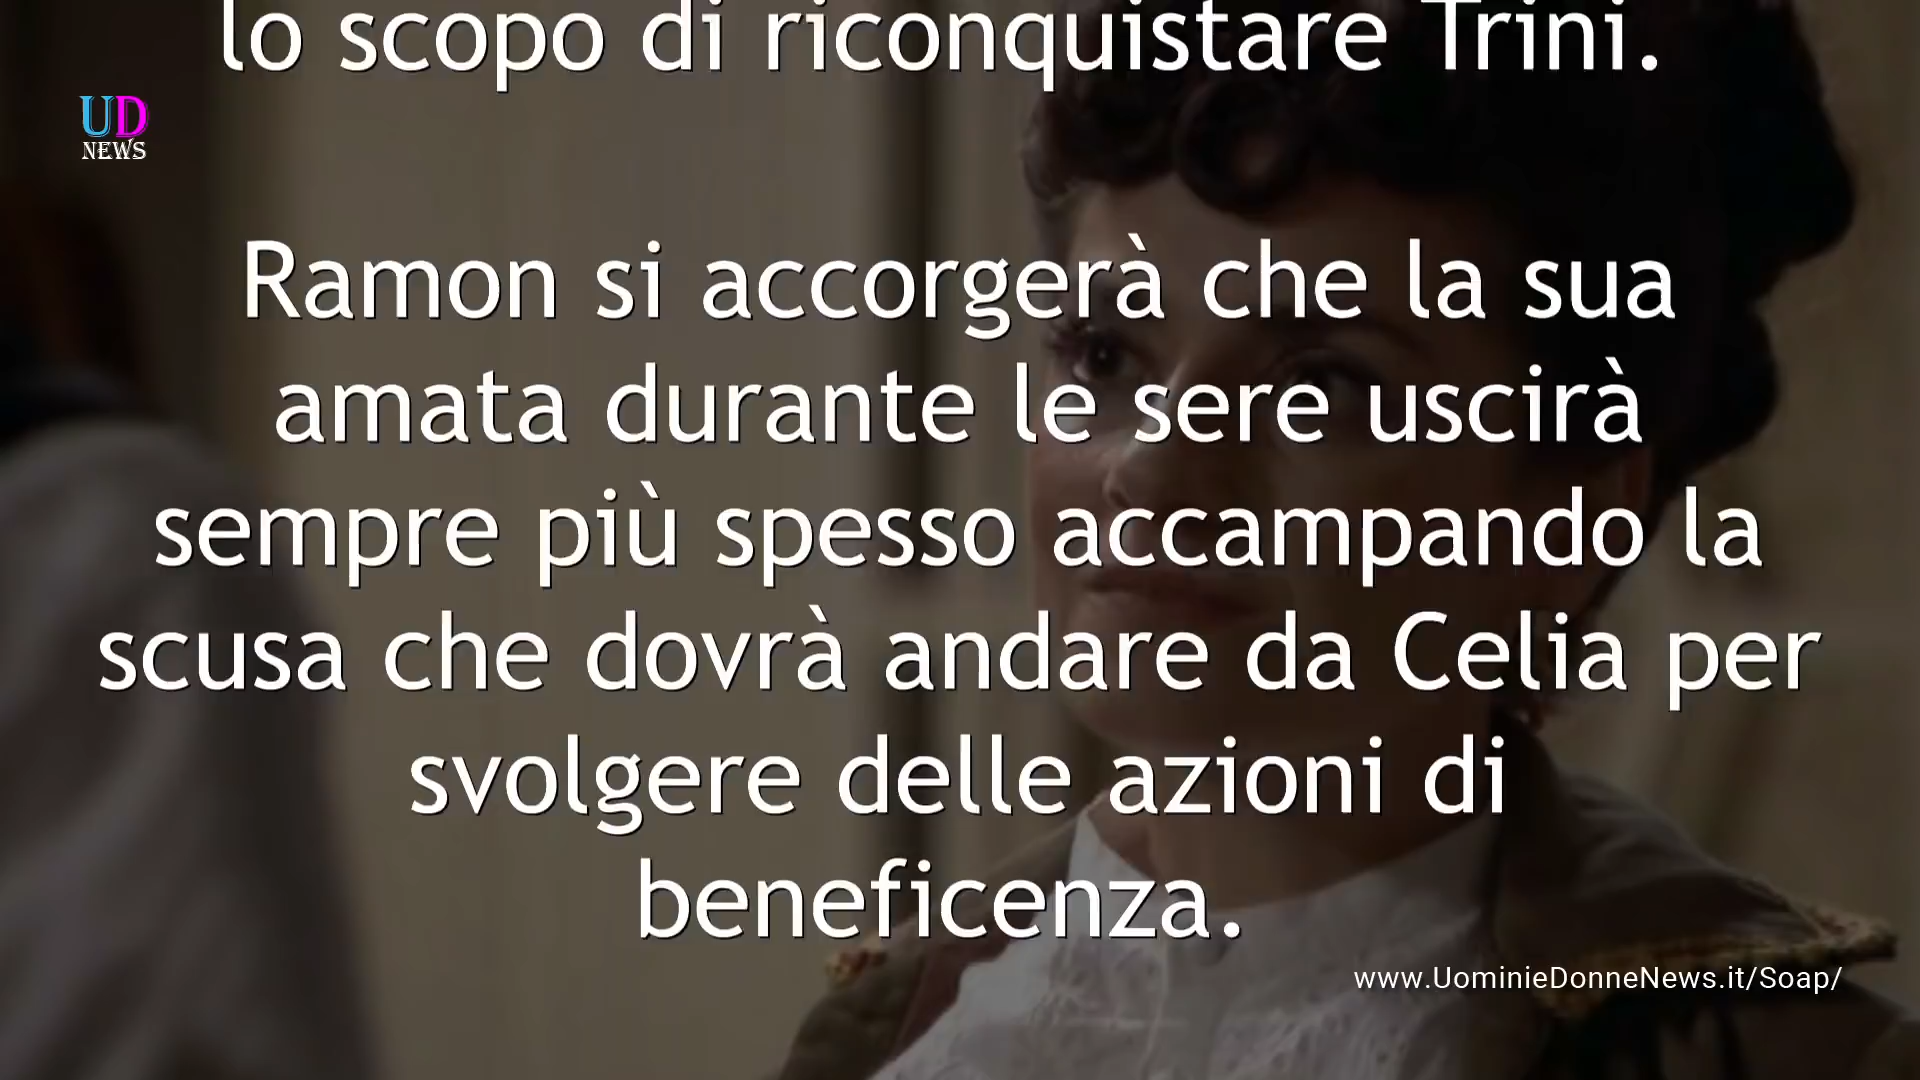 lo scopo di riconquistare Trini.
UD
NEWS
Ramon si accorgerà che la sua
amata durante le sere uscirà
sempre più spesso accampando la
scusa che dovrà andare da Celia per
svolgere delle azioni di
beneficenza.
www.UominieDonneNews.it/Soap/